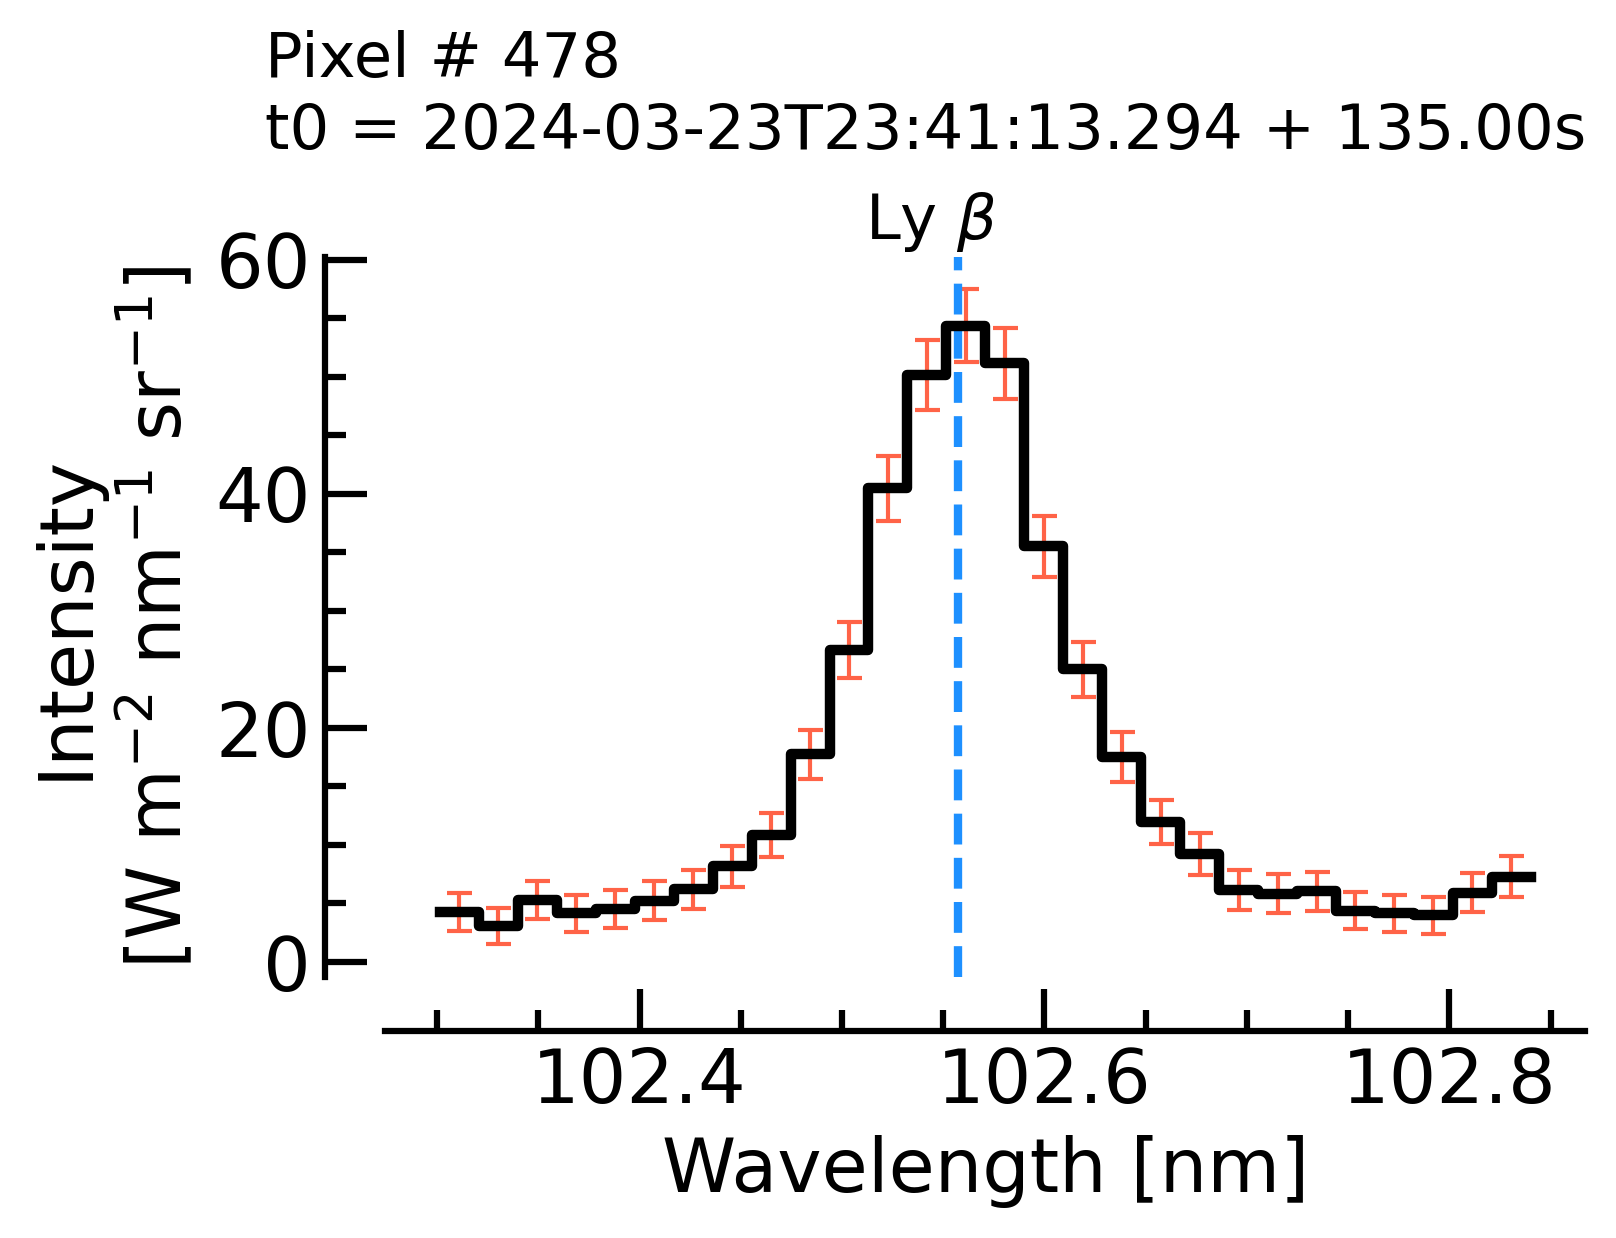 Pixel # 478
t0 = 2024-03-23T23:41:13.294 + 135.00s
Ly β
60
40
20
0
Intensity
[W m⁻² nm⁻¹ sr⁻¹]
102.4
102.6
102.8
Wavelength [nm]